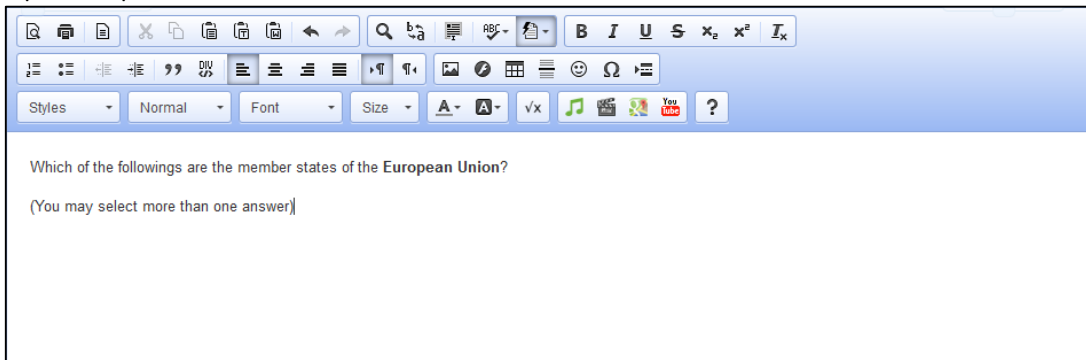 Styles Normal Font Size
Which of the followings are the member states of the European Union?
(You may select more than one answer)